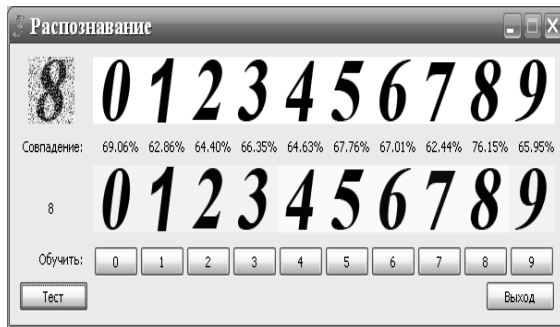 Распознавание
8 0 1 2 3 4 5 6 7 8 9
Совпадение: 69.06% 62.86% 64.40% 66.35% 64.63% 67.76% 67.01% 62.44% 76.15% 65.95%
8 0 1 2 3 4 5 6 7 8 9
Обучить: 0 1 2 3 4 5 6 7 8 9
Тест Выход